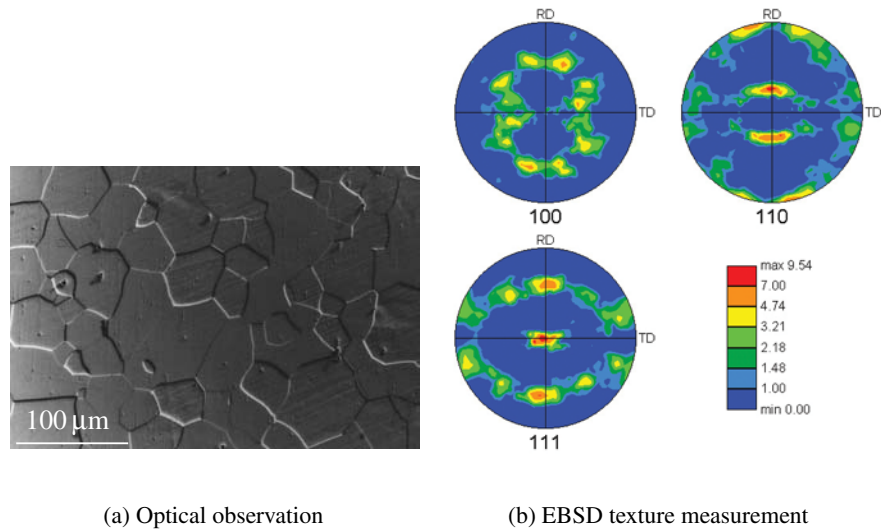 RD
TD
100
RD
TD
110
RD
TD
111
max 9.54
7.00
4.74
3.21
2.18
1.48
1.00
min 0.00
100 µm
(a) Optical observation
(b) EBSD texture measurement